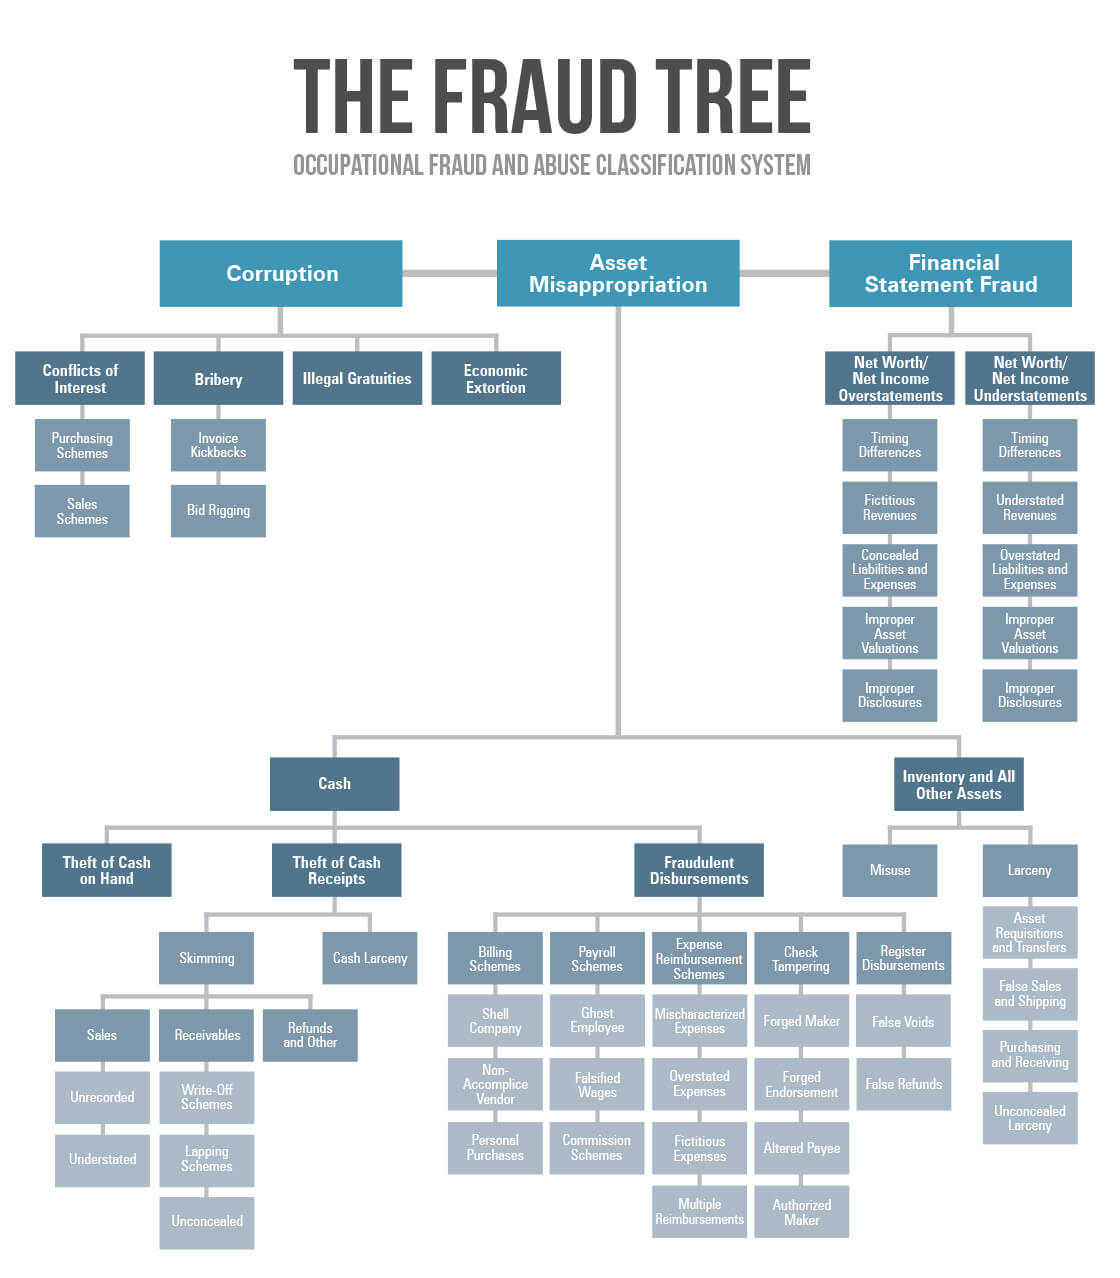 THE FRAUD TREE
OCCUPATIONAL FRAUD AND ABUSE CLASSIFICATION SYSTEM
Corruption
Asset
Misappropriation
Financial
Statement Fraud
Conflicts of
Interest
Bribery
Illegal Gratuities
Economic
Extortion
Net Worth/
Net Income
Overstatements
Net Worth/
Net Income
Understatements
Purchasing
Schemes
Sales
Schemes
Invoice
Kickbacks
Bid Rigging
Timing
Differences
Fictitious
Revenues
Concealed
Liabilities and
Expenses
Improper
Asset
Valuations
Improper
Disclosures
Timing
Differences
Understated
Revenues
Overstated
Liabilities and
Expenses
Improper
Asset
Valuations
Improper
Disclosures
Cash
Inventory and All
Other Assets
Theft of Cash
on Hand
Theft of Cash
Receipts
Fraudulent
Disbursements
Misuse
Larceny
Asset
Requisitions
and Transfers
False Sales
and Shipping
Purchasing
and Receiving
Unconcealed
Larceny
Skimming
Cash Larceny
Sales
Receivables
Refunds
and Other
Unrecorded
Understated
Write-Off
Schemes
Lapping
Schemes
Unconcealed
Billing
Schemes
Shell
Company
Non-
Accomplice
Vendor
Personal
Purchases
Payroll
Schemes
Ghost
Employee
Falsified
Wages
Commission
Schemes
Expense
Reimbursement
Schemes
Mischaracterized
Expenses
Overstated
Expenses
Fictitious
Expenses
Multiple
Reimbursements
Check
Tampering
Forged Maker
Forged
Endorsement
Altered Payee
Authorized
Maker
Register
Disbursements
False Voids
False Refunds